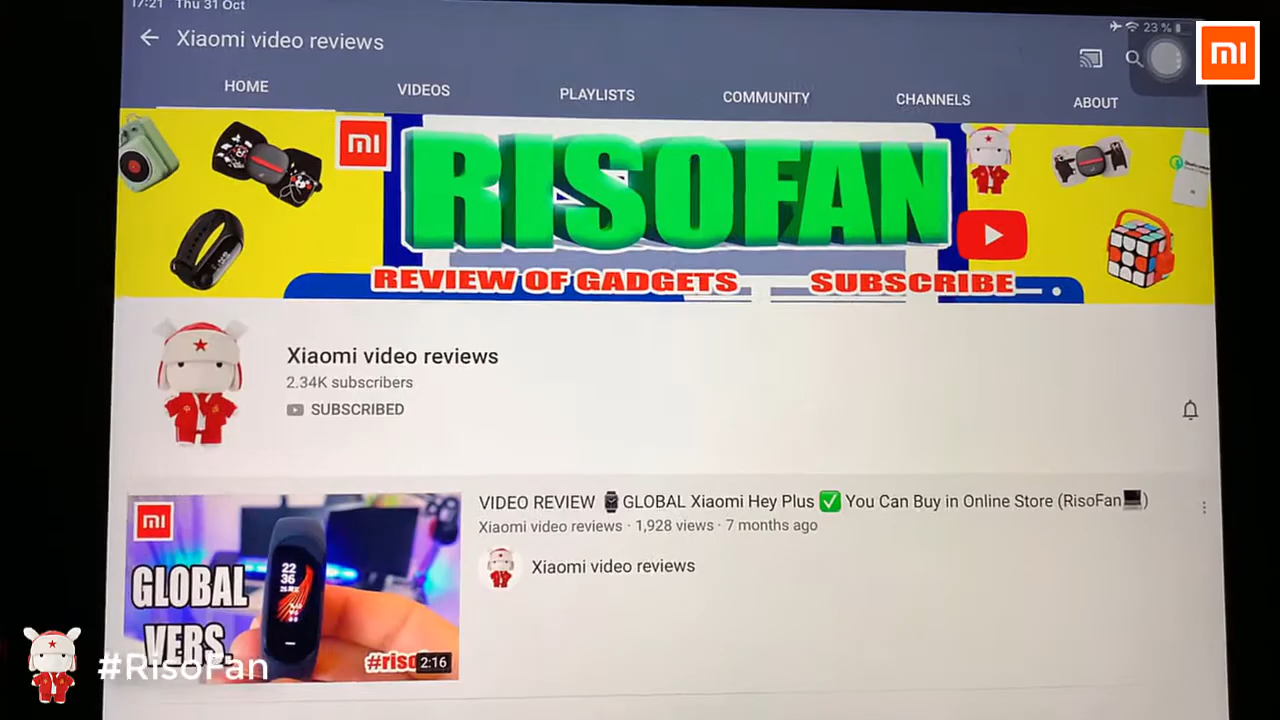 17:21 Thu 31 Oct
23 %
Xiaomi video reviews
mi
HOME
VIDEOS
PLAYLISTS
COMMUNITY
CHANNELS
ABOUT
mi
RISOFAN
REVIEW OF GADGETS
SUBSCRIBE
Xiaomi video reviews
2.34K subscribers
SUBSCRIBED
VIDEO REVIEW ⌚GLOBAL Xiaomi Hey Plus ✅ You Can Buy in Online Store (RisoFan💻)
Xiaomi video reviews · 1,928 views · 7 months ago
Xiaomi video reviews
mi
GLOBAL
VERS.
22
36
#riso
2:16
#RisoFan